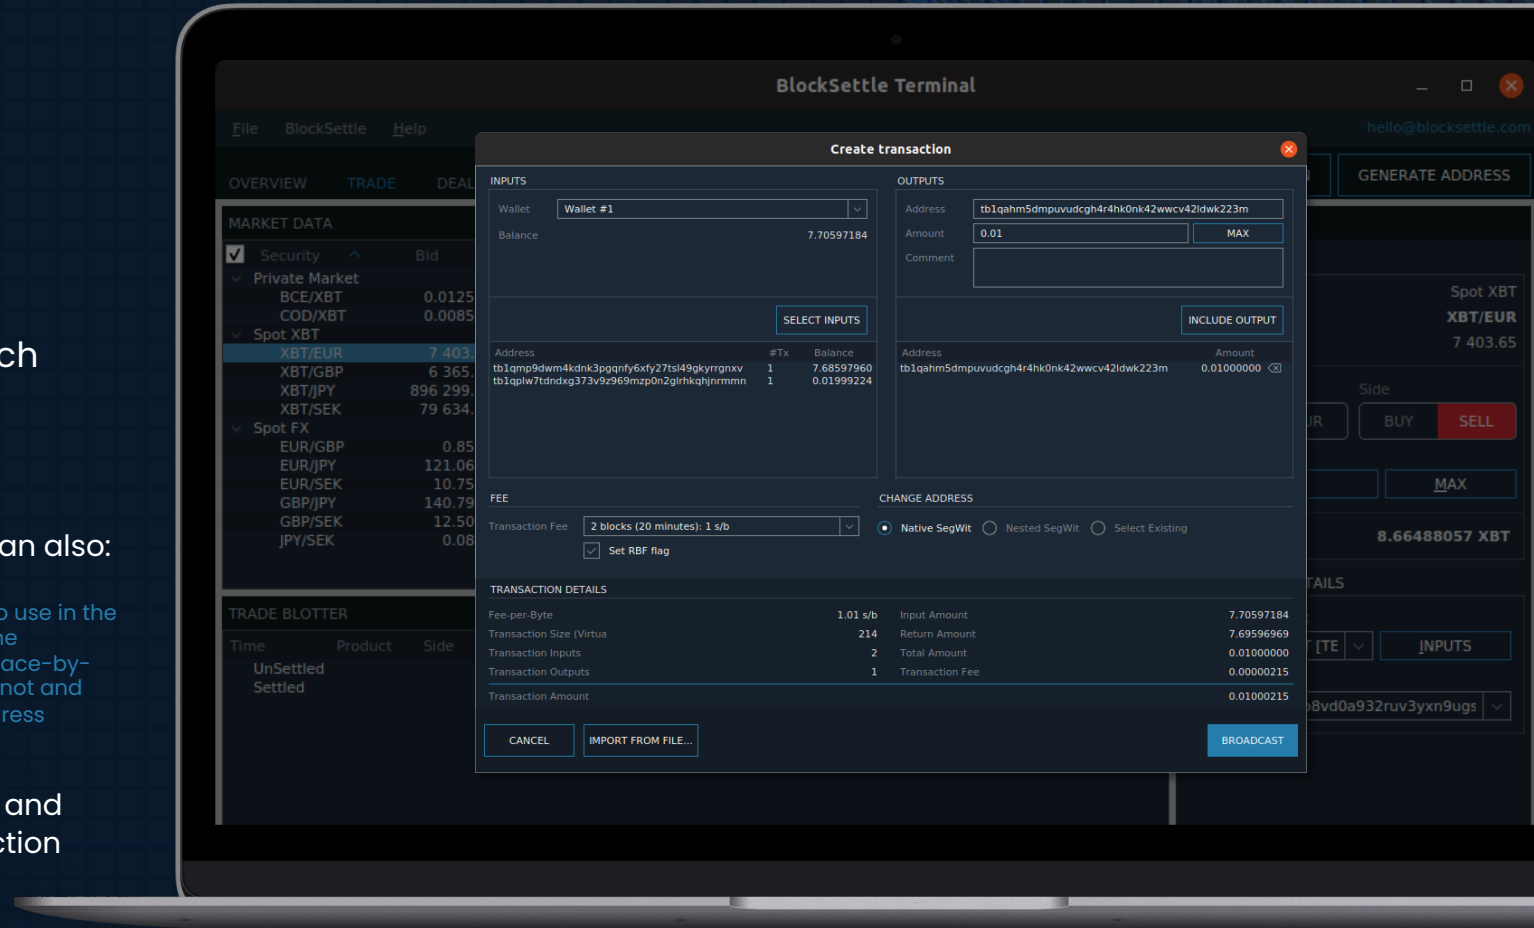 ch
an also:
o use in the
ne
ace-by-
not and
ress
and
ction
BlockSettle Terminal
File BlockSettle Help
hello@blocksettle.com
OVERVIEW TRADE DEAL
GENERATE ADDRESS
MARKET DATA
Security Bid
Private Market
BCE/XBT 0.0125
COD/XBT 0.0085
Spot XBT
XBT/EUR 7 403.
XBT/GBP 6 365.
XBT/JPY 896 299.
XBT/SEK 79 634.
Spot FX
EUR/GBP 0.85
EUR/JPY 121.06
EUR/SEK 10.75
GBP/JPY 140.79
GBP/SEK 12.50
JPY/SEK 0.08
TRADE BLOTTER
Time Product Side
UnSettled
Settled
Create transaction
INPUTS
Wallet Wallet #1
Balance 7.70597184
SELECT INPUTS
Address #Tx Balance
tb1qmp9dwm4kdnk3pgqnfy6xfy27tsl49gkyrrgnxv 1 7.68597960
tb1qplw7tdndxg373v9z969mzp0n2glrhkqhjnrmmn 1 0.01999224
OUTPUTS
Address tb1qahm5dmpuvudcgh4r4hk0nk42wwcv42ldwk223m
Amount 0.01 MAX
Comment
INCLUDE OUTPUT
Address Amount
tb1qahm5dmpuvudcgh4r4hk0nk42wwcv42ldwk223m 0.01000000
FEE
Transaction Fee 2 blocks (20 minutes): 1 s/b
Set RBF flag
CHANGE ADDRESS
Native SegWit Nested SegWit Select Existing
TRANSACTION DETAILS
Fee-per-Byte 1.01 s/b
Transaction Size (Virtua 214
Transaction Inputs 2
Transaction Outputs 1
Input Amount 7.70597184
Return Amount 7.69596969
Total Amount 0.01000000
Transaction Fee 0.00000215
Transaction Amount 0.01000215
CANCEL IMPORT FROM FILE... BROADCAST
Spot XBT
XBT/EUR
7 403.65
Side
UR BUY SELL
MAX
8.66488057 XBT
TAILS
[TE INPUTS
8vd0a932ruv3yxn9ugs